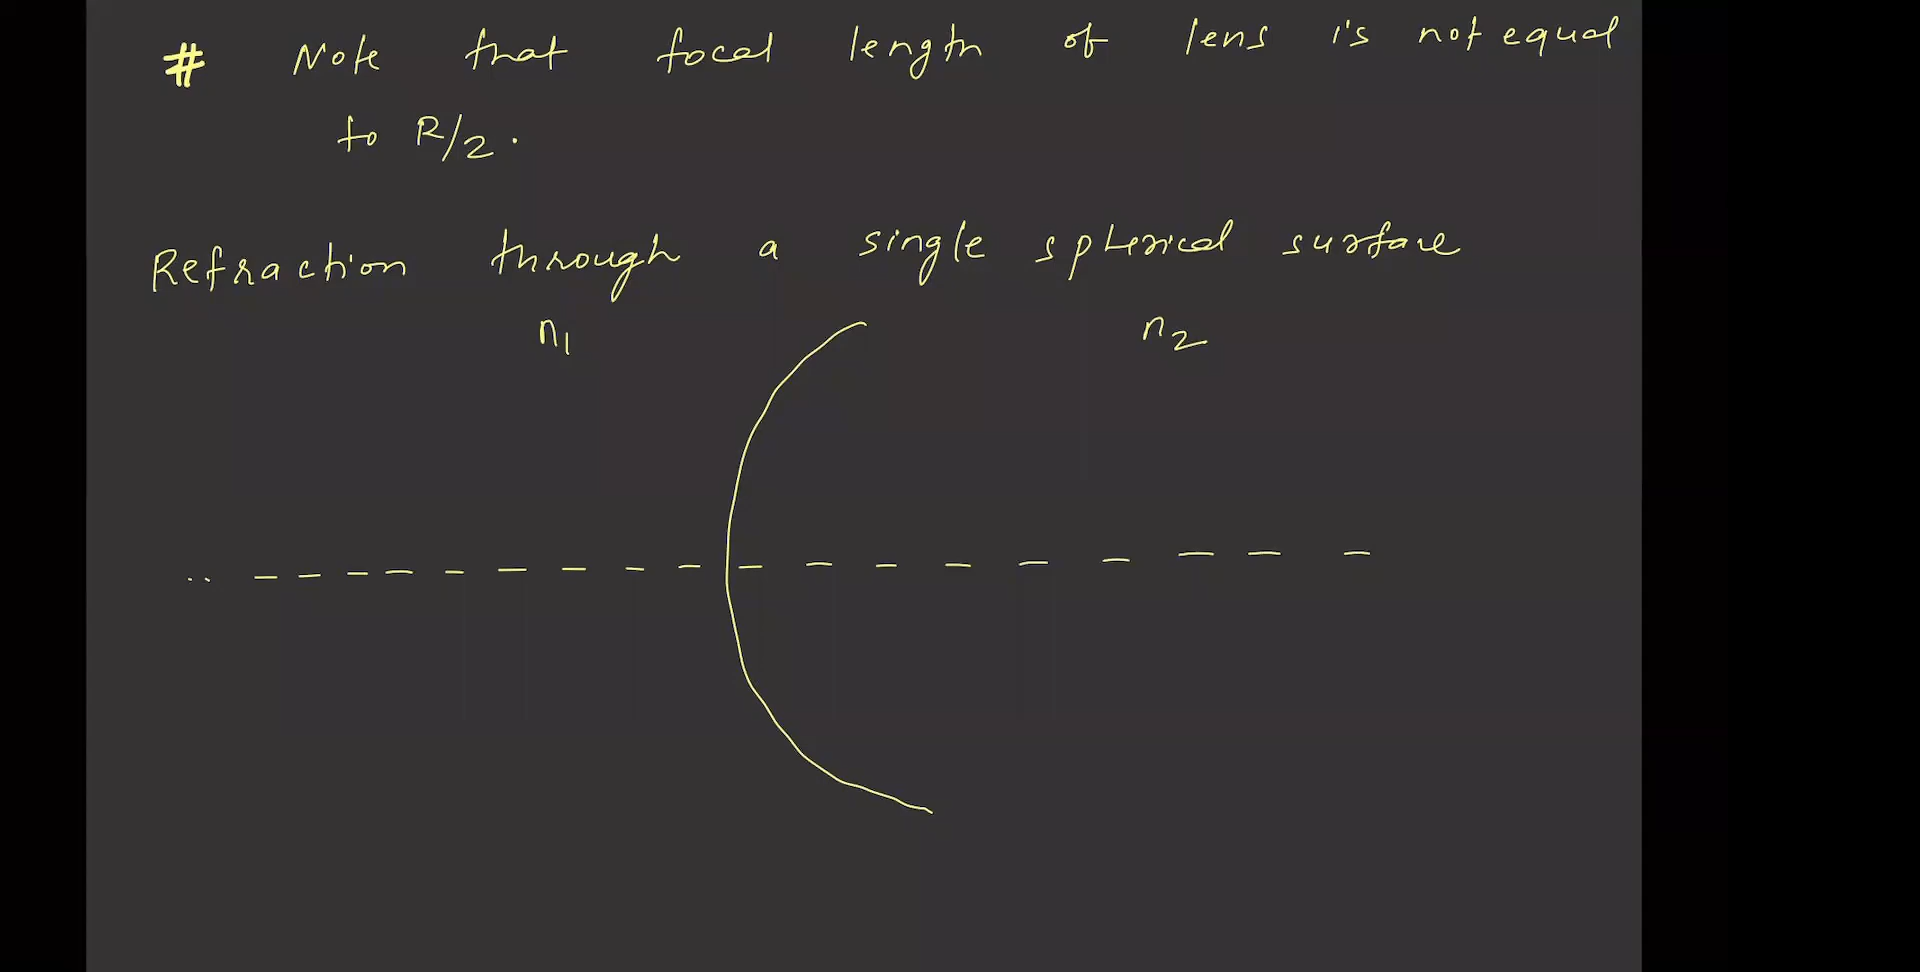 # Note that focal length of lens is not equal
to R/2.
Refraction through a single spherical surface
n1 n2